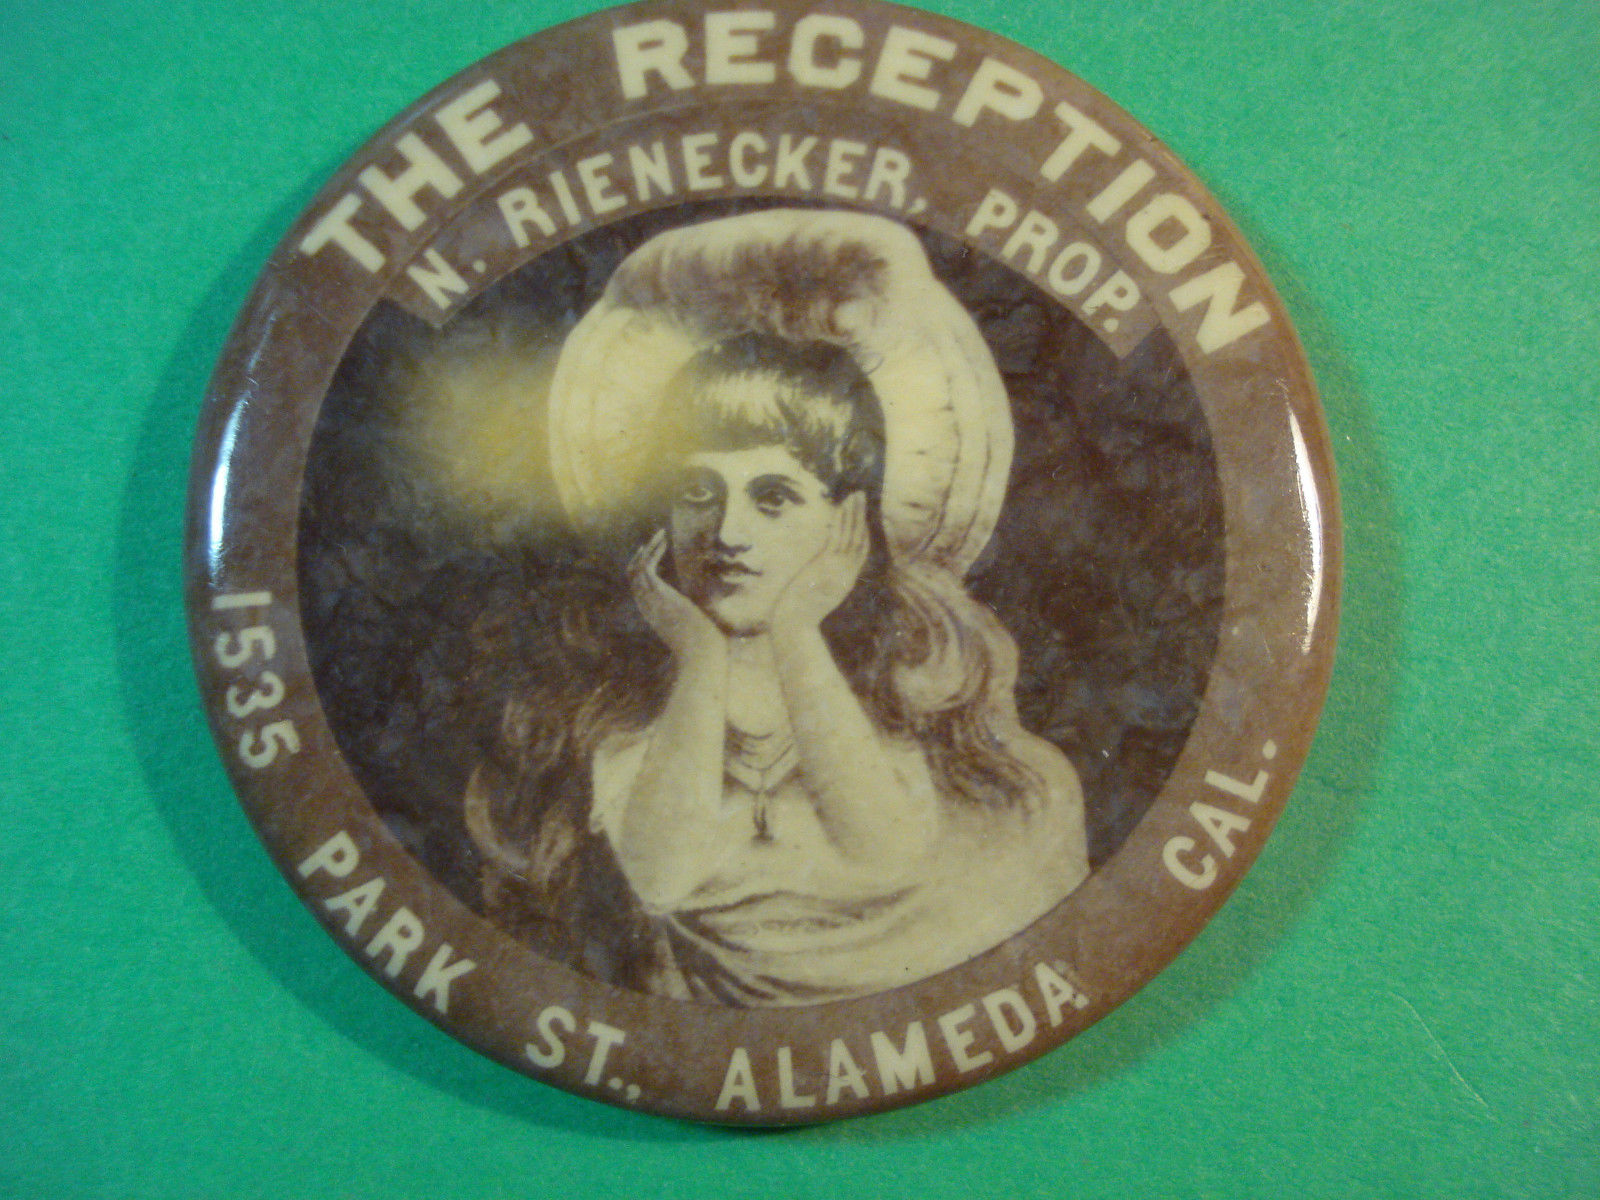 THE RECEPTION
N. RIENECKER, PROP.
1535 PARK ST., ALAMEDA CAL.